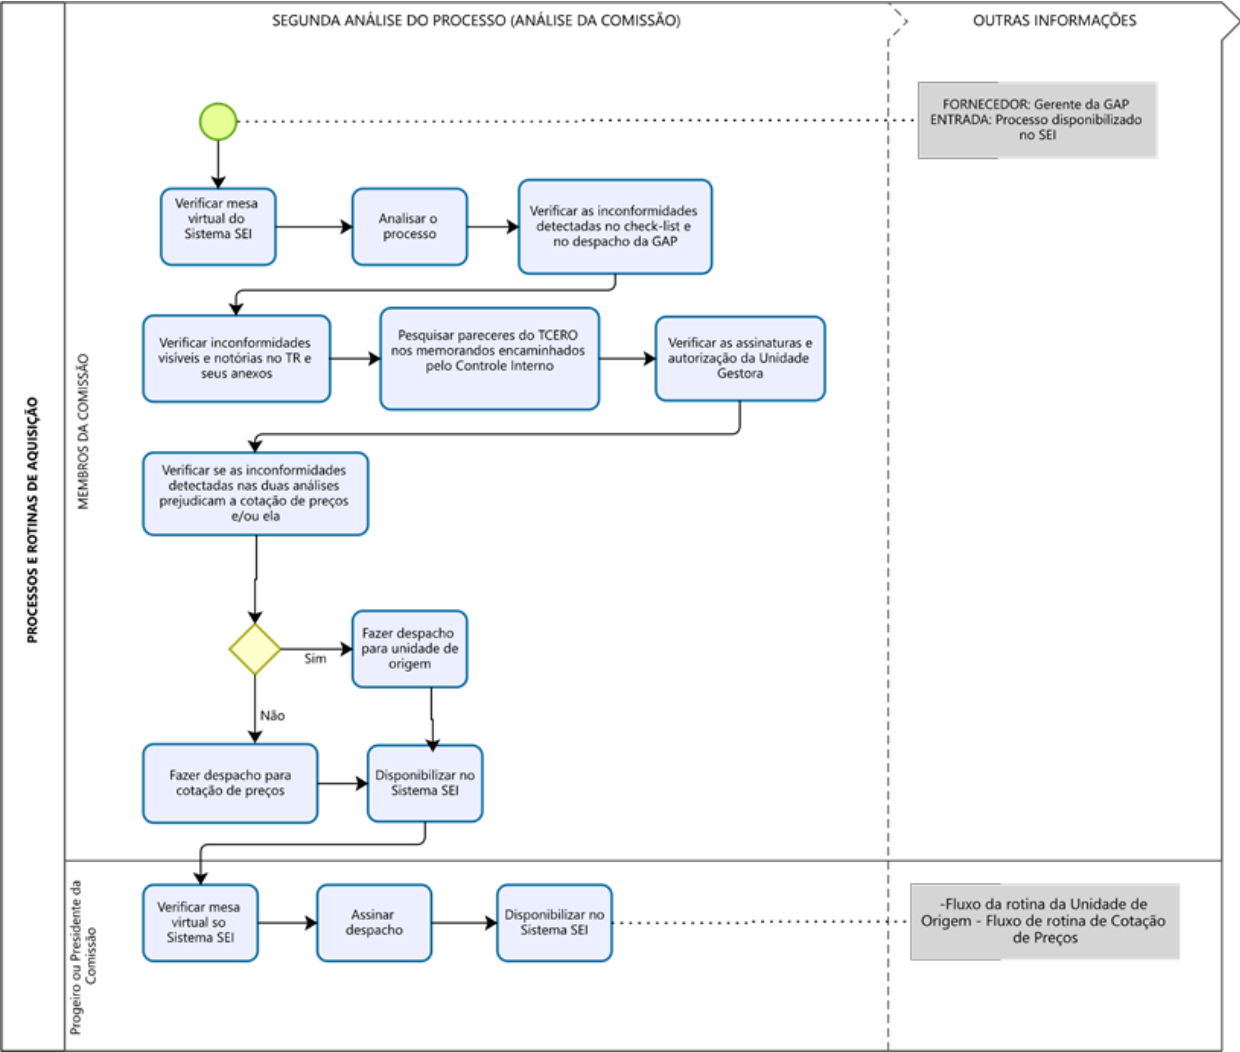 SEGUNDA ANÁLISE DO PROCESSO (ANÁLISE DA COMISSÃO)
OUTRAS INFORMAÇÕES
PROCESSOS E ROTINAS DE AQUISIÇÃO
MEMBROS DA COMISSÃO
FORNECEDOR: Gerente da GAP
ENTRADA: Processo disponibilizado
no SEI
Verificar mesa
virtual do
Sistema SEI
Analisar o
processo
Verificar as inconformidades
detectadas no check-list e
no despacho da GAP
Verificar inconformidades
visíveis e notórias no TR e
seus anexos
Pesquisar pareceres do TCERO
nos memorandos encaminhados
pelo Controle Interno
Verificar as assinaturas e
autorização da Unidade
Gestora
Verificar se as inconformidades
detectadas nas duas análises
prejudicam a cotação de preços
e/ou ela
Sim
Fazer despacho
para unidade de
origem
Não
Fazer despacho para
cotação de preços
Disponibilizar no
Sistema SEI
Progeiro ou Presidente da
Comissão
Verificar mesa
virtual so
Sistema SEI
Assinar
despacho
Disponibilizar no
Sistema SEI
-Fluxo da rotina da Unidade de
Origem - Fluxo de rotina de Cotação
de Preços